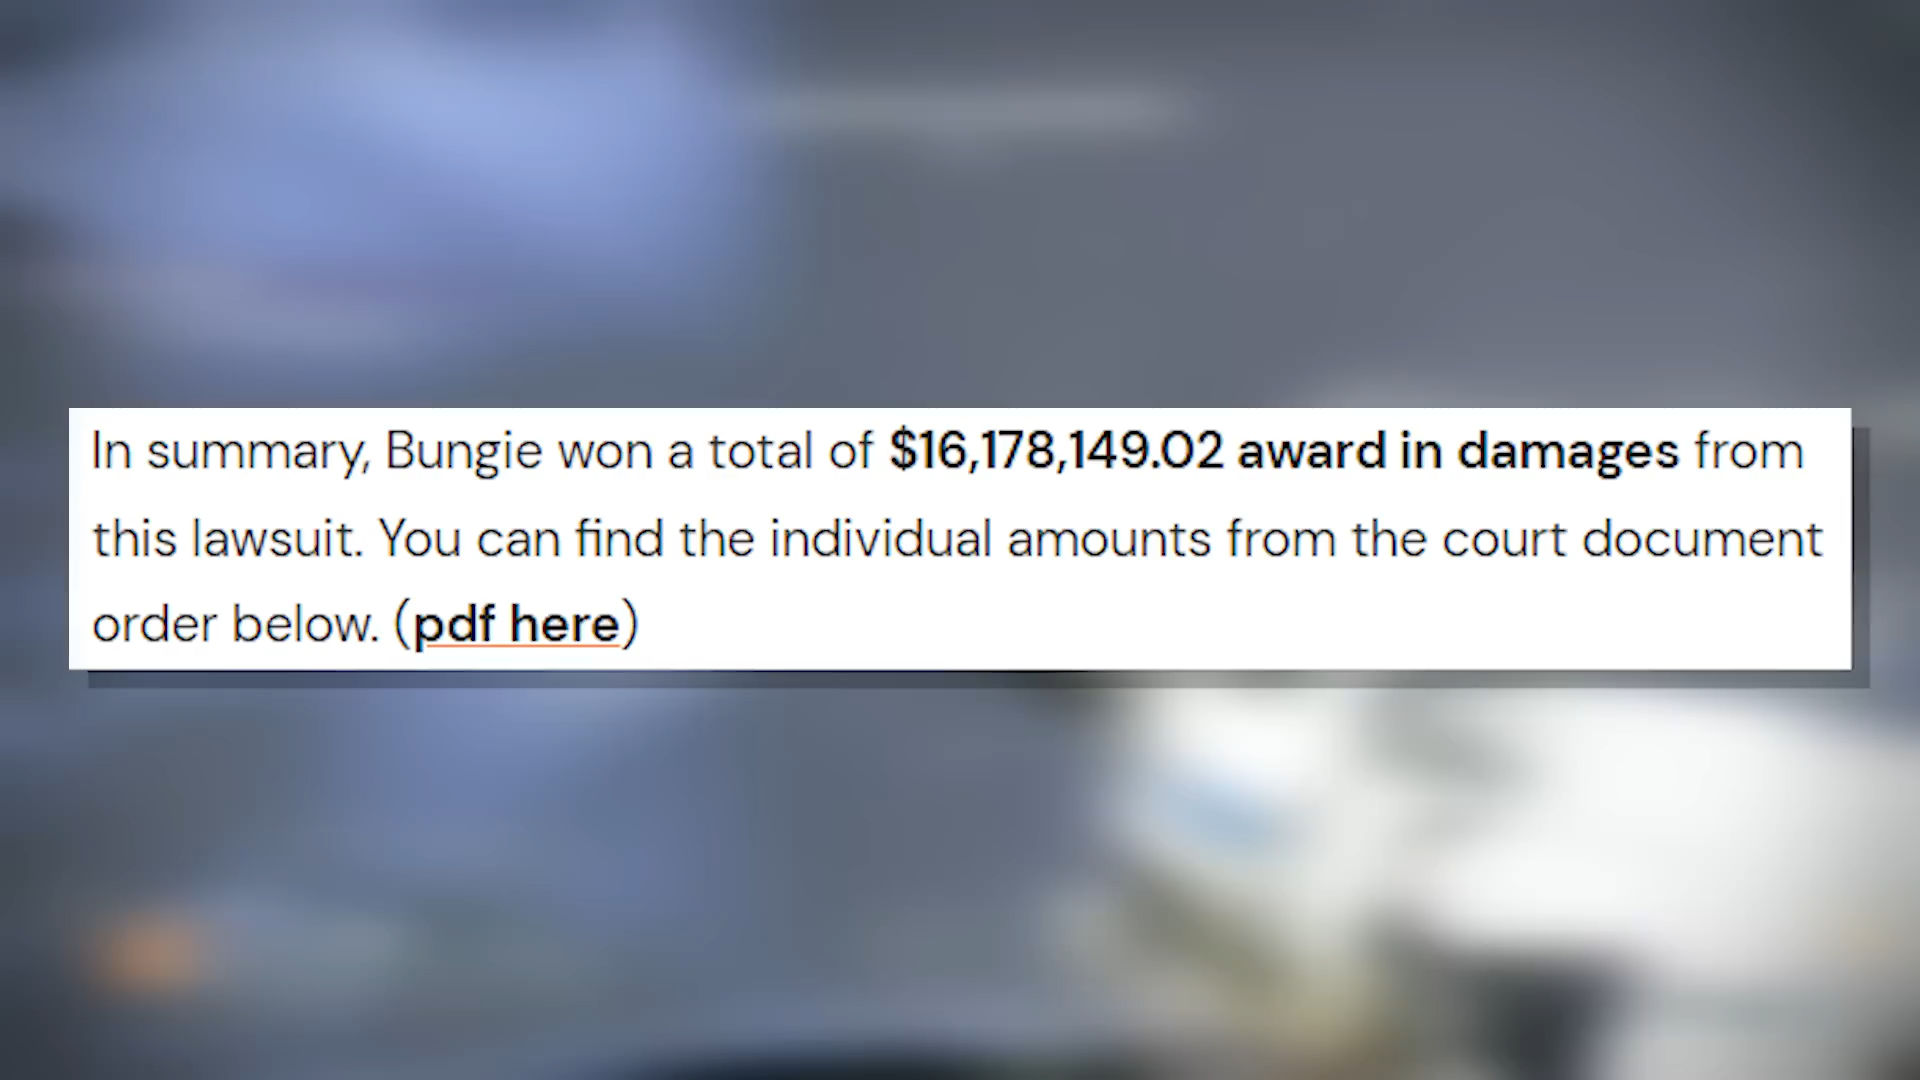 In summary, Bungie won a total of $16,178,149.02 award in damages from
this lawsuit. You can find the individual amounts from the court document
order below. (pdf here)